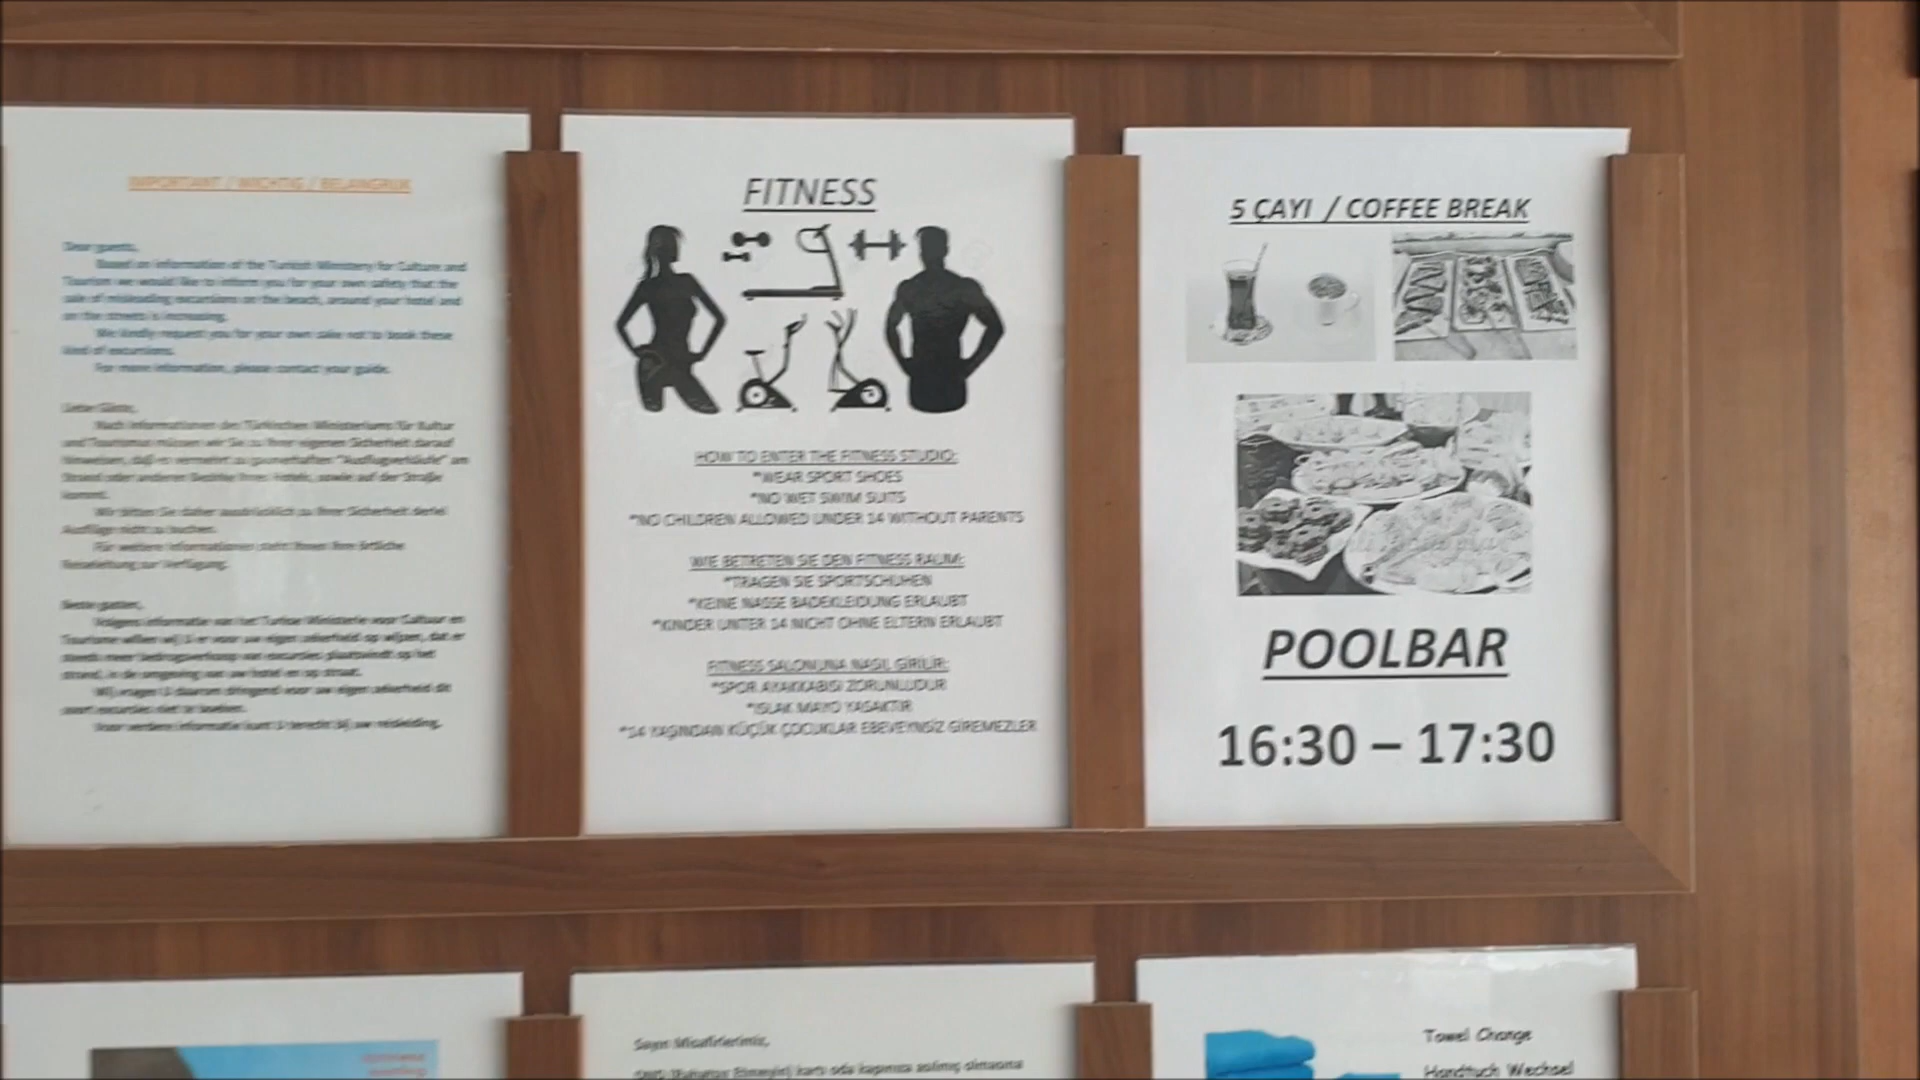 IMPORTANT / WICHTIG / BELANGRIJK
Dear guests,
Based on information of the Turkish Ministery for Culture and
Tourism we would like to inform you for your own safety that the
sale of misleading excursions on the beach, around your hotel and
on the streets is increasing.
We kindly request you for your own sake not to book these
kind of excursions.
For more information, please contact your guide.
Liebe Gäste,
Nach Informationen des Türkischen Ministeriums für Kultur
und Tourismus müssen wir Sie zu Ihrer eigenen Sicherheit darauf
hinweisen, daß es vermehrt zu "Ausflugverkäufe" am
Strand oder anderen Bezirke Ihres Hotels, sowie auf der Straße
kommt.
Wir bitten Sie daher ausdrücklich zu Ihrer Sicherheit
Ausflüge nicht zu buchen.
Für weitere Informationen steht Ihnen Ihre örtliche
Reiseleitung zur Verfügung.
Beste gasten,
Volgens informatie van het Turkse Ministerie voor Cultuur en
Tourisme willen wij U er voor uw eigen zekerheid op wijzen, dat er
steeds meer van excursies plaatsvindt op het
strand, in de omgeving van uw hotel en op straat.
Wij vragen U daarom dringend voor uw eigen zekerheid dit
soort excursies niet te boeken.
Voor verdere informatie kunt U terecht bij uw reisleiding.
FITNESS
HOW TO ENTER THE FITNESS STUDIO:
*WEAR SPORT SHOES
*NO WET SWIM SUITS
*NO CHILDREN ALLOWED UNDER 14 WITHOUT PARENTS
WIE BETRETEN SIE DEN FITNESS RAUM:
*TRAGEN SIE SPORTSCHUHEN
*KEINE NASSE BADEKLEIDUNG ERLAUBT
*KINDER UNTER 14 NICHT OHNE ELTERN ERLAUBT
FITNESS SALONUNA NASIL GİRİLİR:
*SPOR AYAKKABISI ZORUNLUDUR
*ISLAK MAYO YASAKTIR
*14 YAŞINDAN KÜÇÜK ÇOCUKLAR EBEVEYNSİZ GİREMEZLER
5 ÇAYI / COFFEE BREAK
POOLBAR
16:30 – 17:30
Sayın Misafirlerimiz,
kartı oda kapınıza asılmış olmasına
Towel Change
Handtuch Wechsel